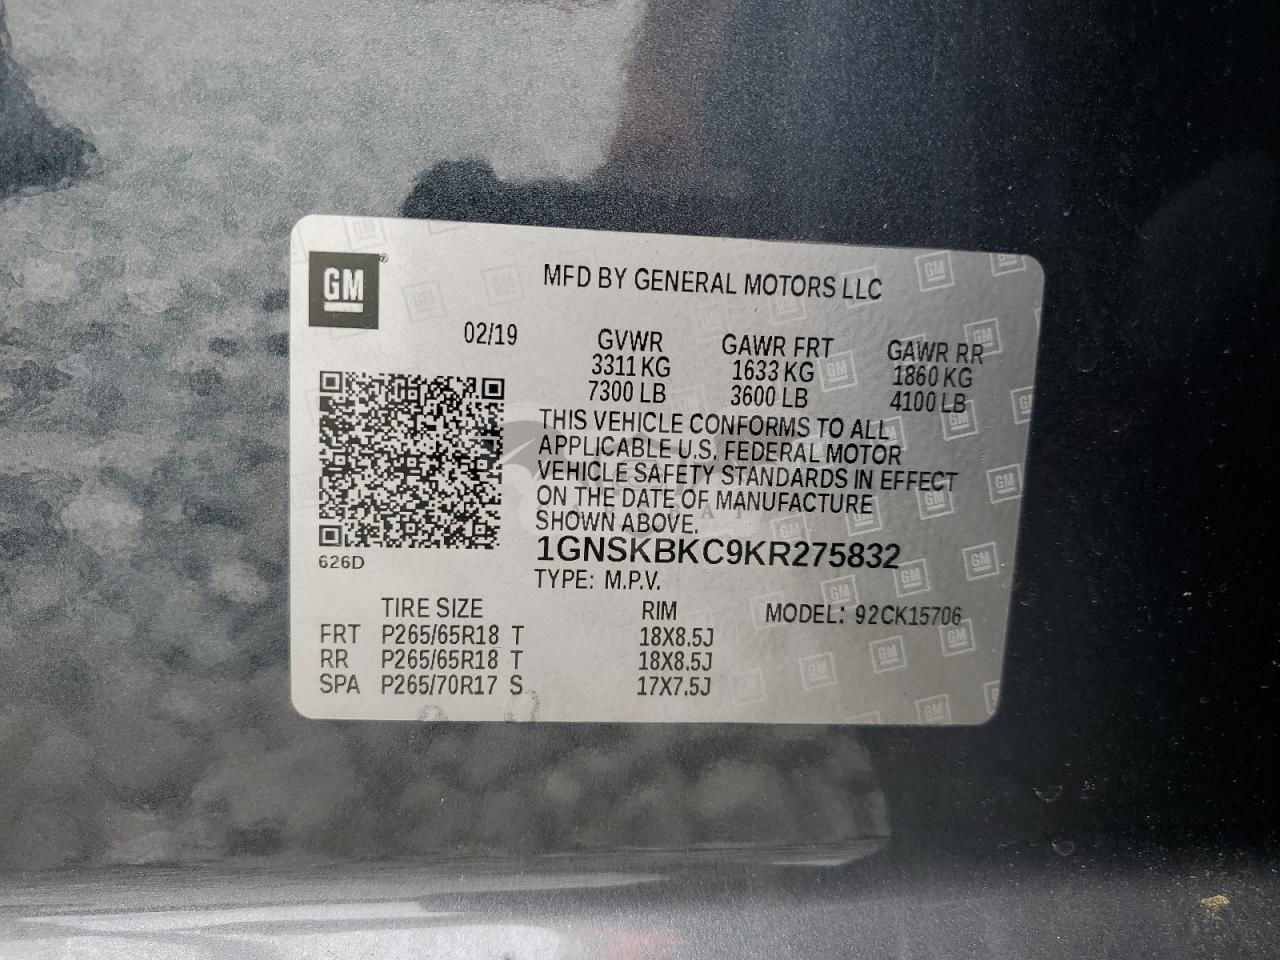 GM
MFD BY GENERAL MOTORS LLC
02/19
GVWR GAWR FRT GAWR RR
3311 KG 1633 KG 1860 KG
7300 LB 3600 LB 4100 LB
THIS VEHICLE CONFORMS TO ALL
APPLICABLE U.S. FEDERAL MOTOR
VEHICLE SAFETY STANDARDS IN EFFECT
ON THE DATE OF MANUFACTURE
SHOWN ABOVE.
626D
1GNSKBKC9KR275832
TYPE: M.P.V.
TIRE SIZE RIM MODEL: 92CK15706
FRT P265/65R18 T 18X8.5J
RR P265/65R18 T 18X8.5J
SPA P265/70R17 S 17X7.5J